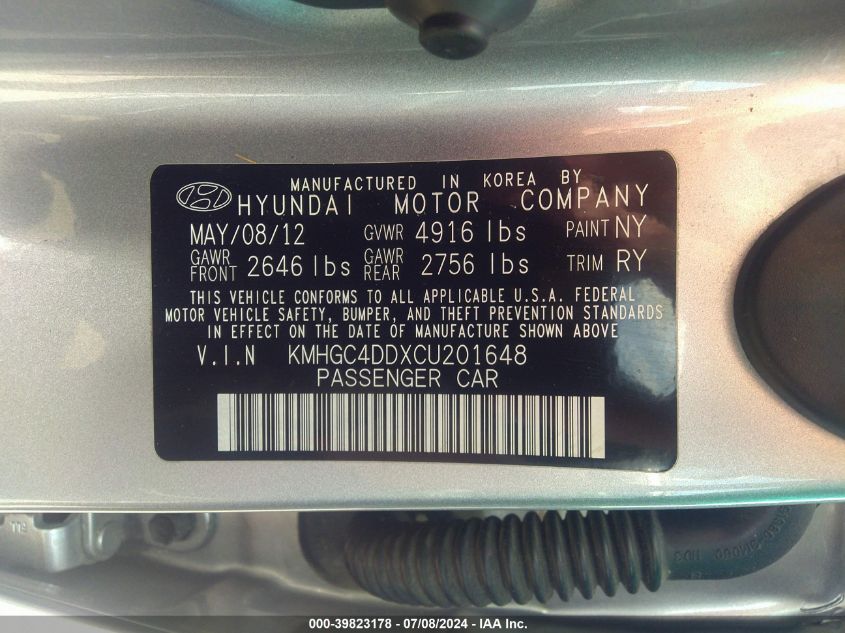 MANUFACTURED IN KOREA BY
HYUNDAI MOTOR COMPANY
MAY/08/12 GVWR 4916 lbs PAINT NY
GAWR FRONT 2646 lbs GAWR REAR 2756 lbs TRIM RY
THIS VEHICLE CONFORMS TO ALL APPLICABLE U.S.A. FEDERAL
MOTOR VEHICLE SAFETY, BUMPER, AND THEFT PREVENTION STANDARDS
IN EFFECT ON THE DATE OF MANUFACTURE SHOWN ABOVE
V.I.N KMHGC4DDXCU201648
PASSENGER CAR
000-39823178 - 07/08/2024 - IAA Inc.